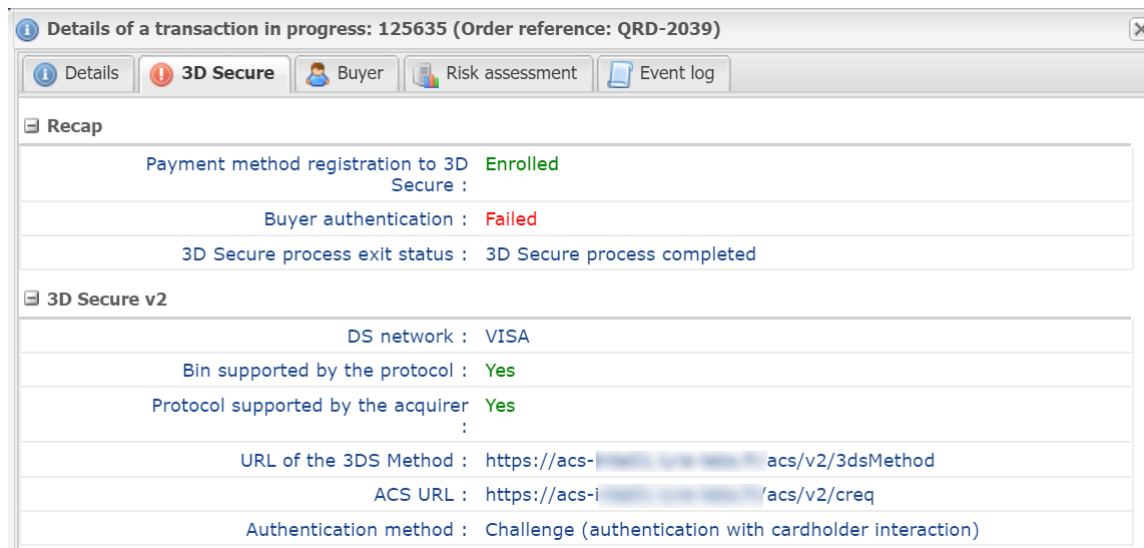 Details of a transaction in progress: 125635 (Order reference: QRD-2039)
Details 3D Secure Buyer Risk assessment Event log
Recap
Payment method registration to 3D Enrolled
Secure :
Buyer authentication : Failed
3D Secure process exit status : 3D Secure process completed
3D Secure v2
DS network : VISA
Bin supported by the protocol : Yes
Protocol supported by the acquirer Yes
:
URL of the 3DS Method : https://acs- acs/v2/3dsMethod
ACS URL : https://acs-i /acs/v2/creq
Authentication method : Challenge (authentication with cardholder interaction)